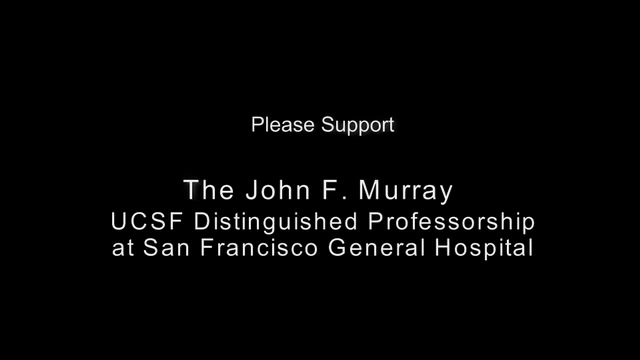 Please Support
The John F. Murray
UCSF Distinguished Professorship
at San Francisco General Hospital